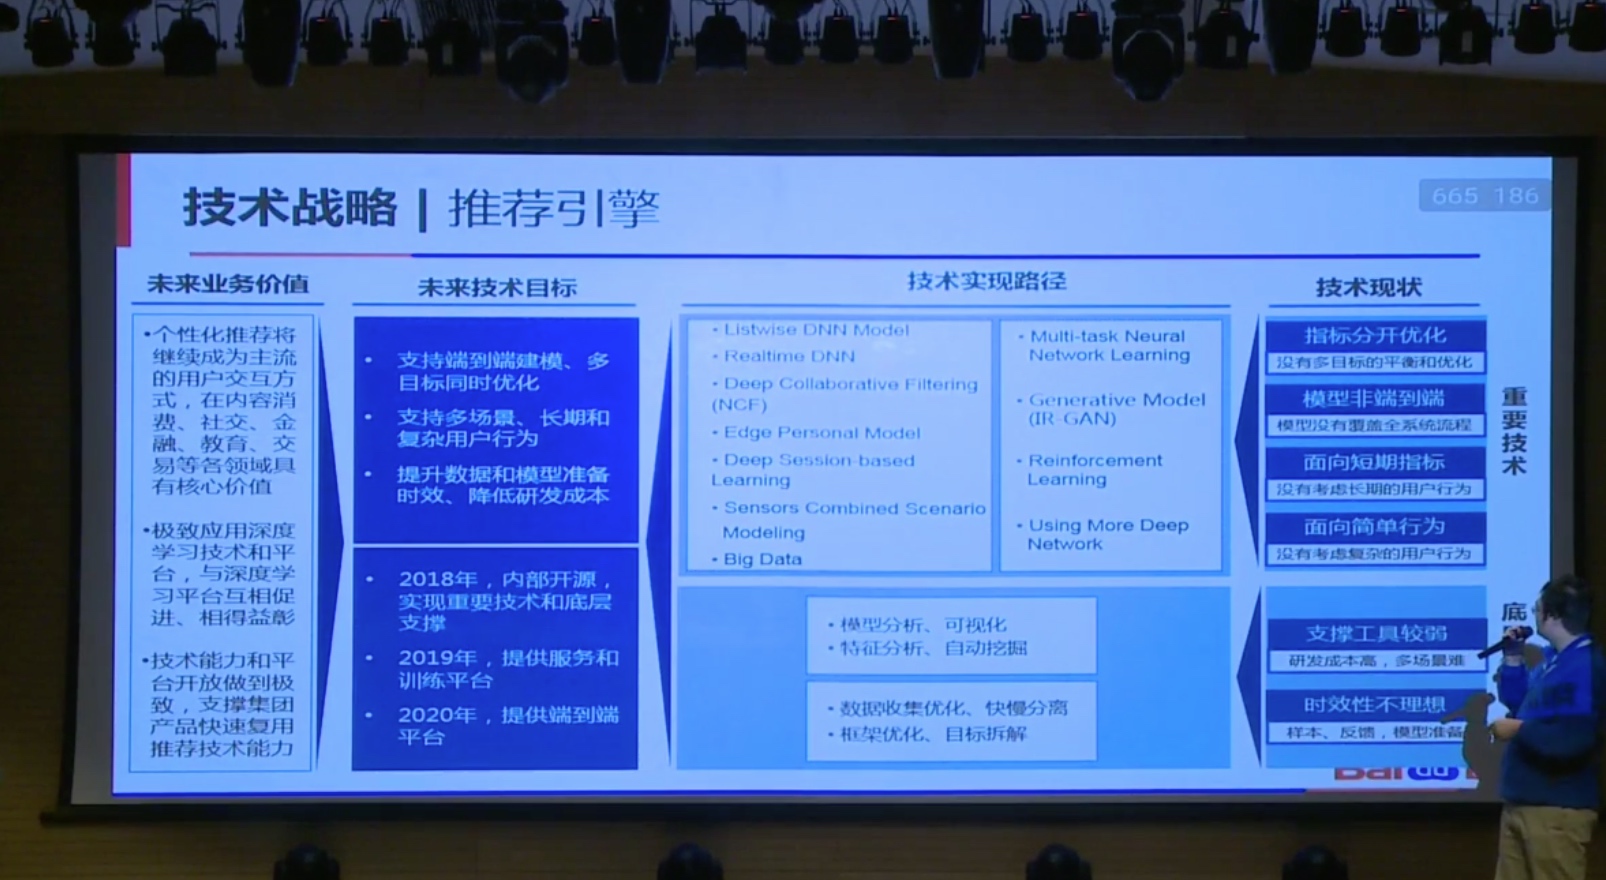 技术战略 | 推荐引擎
665 186
未来业务价值
•个性化推荐将
继续成为主流
的用户交互方
式，在内容消
费、社交、金
融、教育、交
易等各领域具
有核心价值
•极致应用深度
学习技术和平
台，与深度学
习平台互相促
进、相得益彰
•技术能力和平
台开放做到极
致，支撑集团
产品快速复用
推荐技术能力
未来技术目标
• 支持端到端建模、多
目标同时优化
• 支持多场景、长期和
复杂用户行为
• 提升数据和模型准备
时效、降低研发成本
• 2018年，内部开源，
实现重要技术和底层
支撑
• 2019年，提供服务和
训练平台
• 2020年，提供端到端
平台
技术实现路径
• Listwise DNN Model
• Realtime DNN
• Deep Collaborative Filtering
(NCF)
• Edge Personal Model
• Deep Session-based
Learning
• Sensors Combined Scenario
Modeling
• Big Data
• Multi-task Neural
Network Learning
• Generative Model
(IR-GAN)
• Reinforcement
Learning
• Using More Deep
Network
• 模型分析、可视化
• 特征分析、自动挖掘
• 数据收集优化、快慢分离
• 框架优化、目标拆解
技术现状
指标分开优化
没有多目标的平衡和优化
模型非端到端
模型没有覆盖全系统流程
面向短期指标
没有考虑长期的用户行为
面向简单行为
没有考虑复杂的用户行为
重要技术
支撑工具较弱
研发成本高，多场景难
时效性不理想
样本、反馈，模型准备
底
Bai